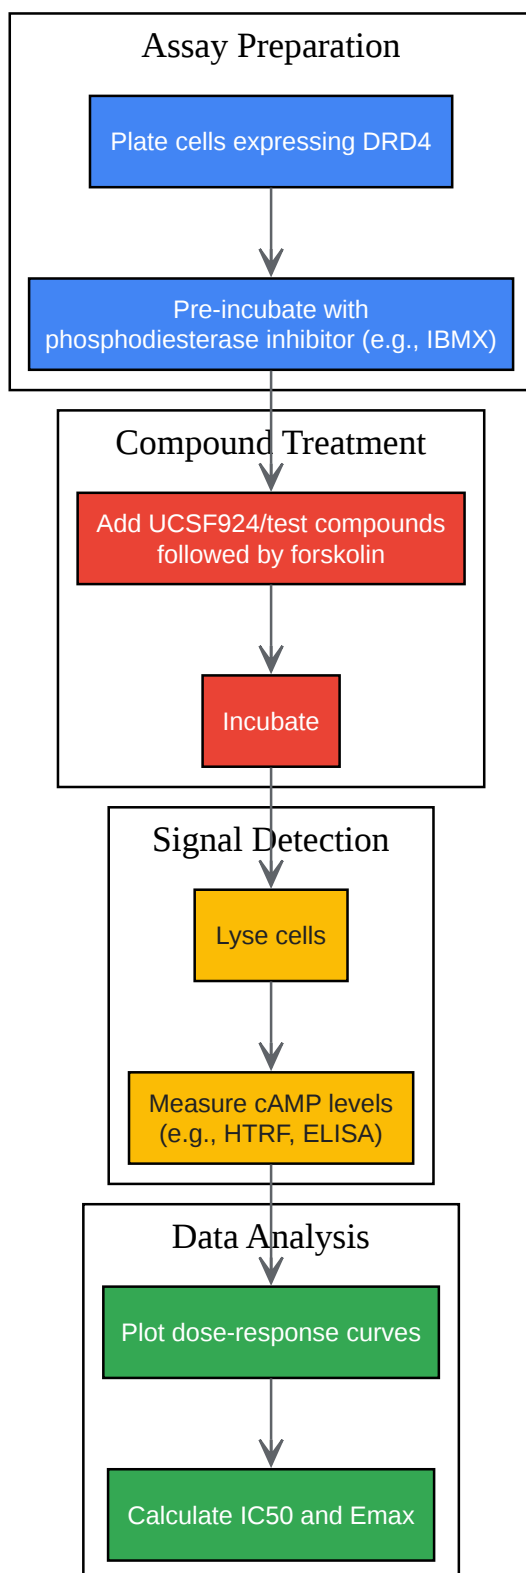 Assay Preparation
Plate cells expressing DRD4
Pre-incubate with
phosphodiesterase inhibitor (e.g., IBMX)
Compound Treatment
Add UCSF924/test compounds
followed by forskolin
Incubate
Signal Detection
Lyse cells
Measure cAMP levels
(e.g., HTRF, ELISA)
Data Analysis
Plot dose-response curves
Calculate IC50 and Emax